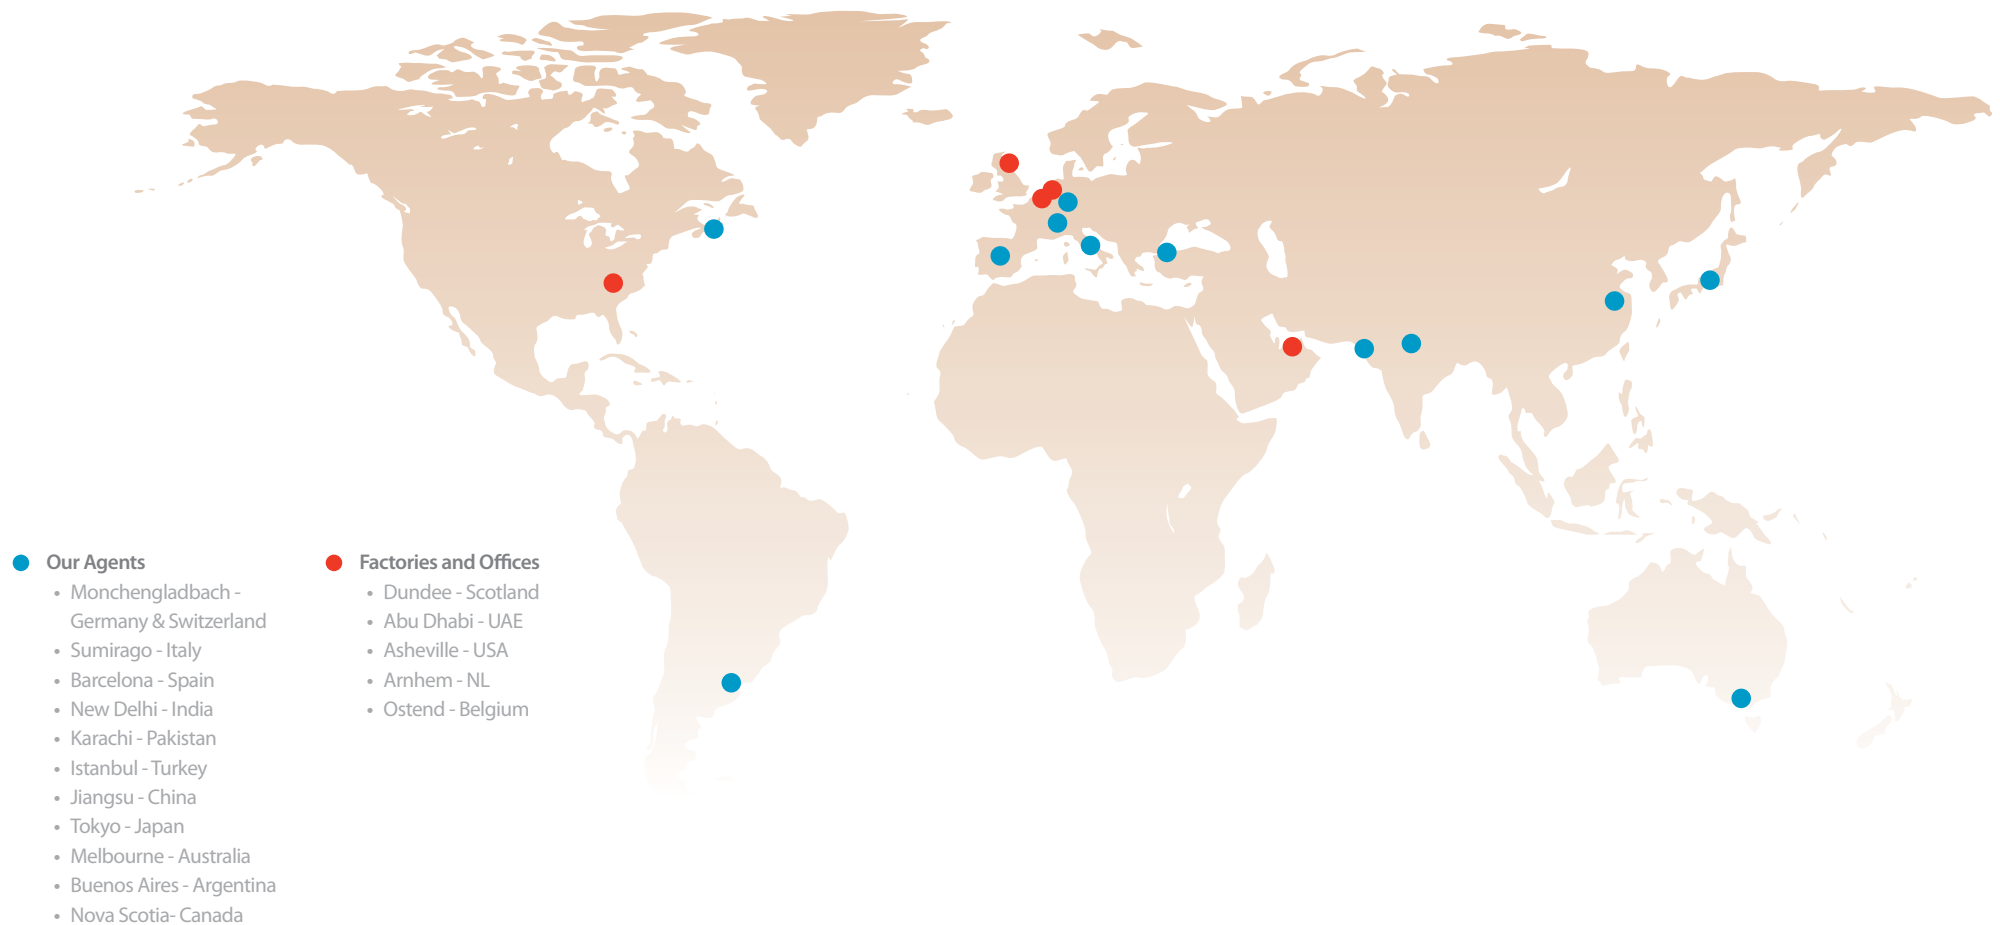 Our Agents
• Monchengladbach -
Germany & Switzerland
• Sumirago - Italy
• Barcelona - Spain
• New Delhi - India
• Karachi - Pakistan
• Istanbul - Turkey
• Jiangsu - China
• Tokyo - Japan
• Melbourne - Australia
• Buenos Aires - Argentina
• Nova Scotia- Canada
Factories and Offices
• Dundee - Scotland
• Abu Dhabi - UAE
• Asheville - USA
• Arnhem - NL
• Ostend - Belgium